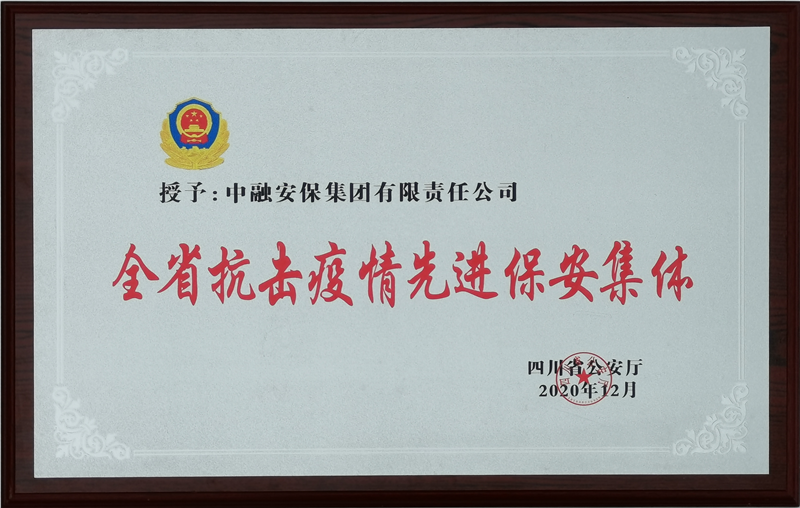 授予：中融安保集团有限责任公司
全省抗击疫情先进保安集体
四川省公安厅
2020年12月